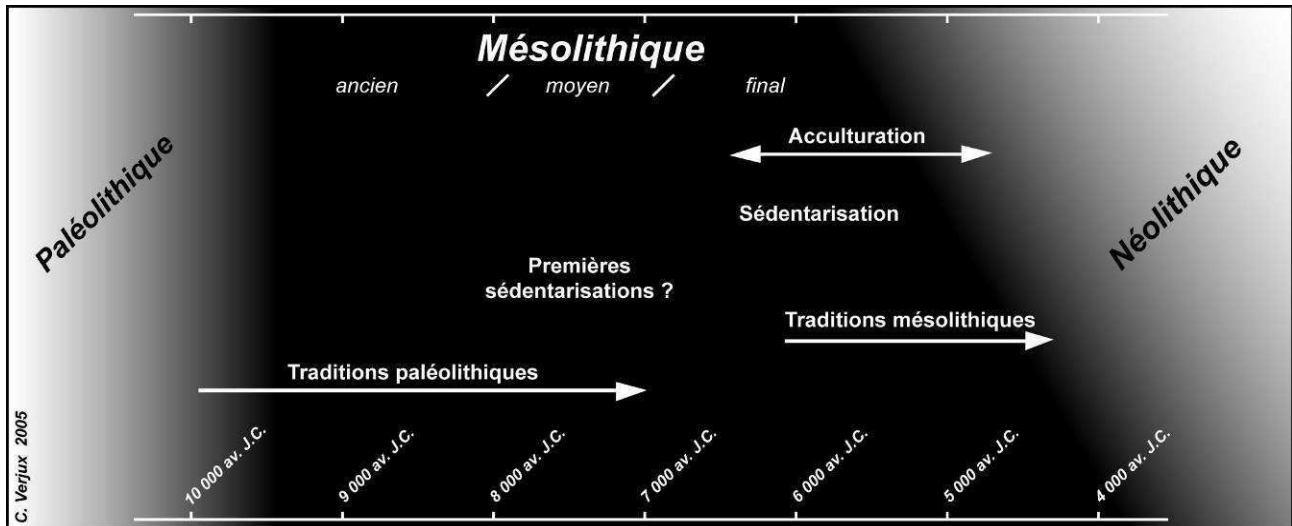 Mésolithique
ancien / moyen / final
Acculturation
Paléolithique
Néolithique
Sédentarisation
Premières
sédentarisations ?
Traditions mésolithiques
Traditions paléolithiques
10 000 av. J.C.
9 000 av. J.C.
8 000 av. J.C.
7 000 av. J.C.
6 000 av. J.C.
5 000 av. J.C.
4 000 av. J.C.
C. Verjux 2005